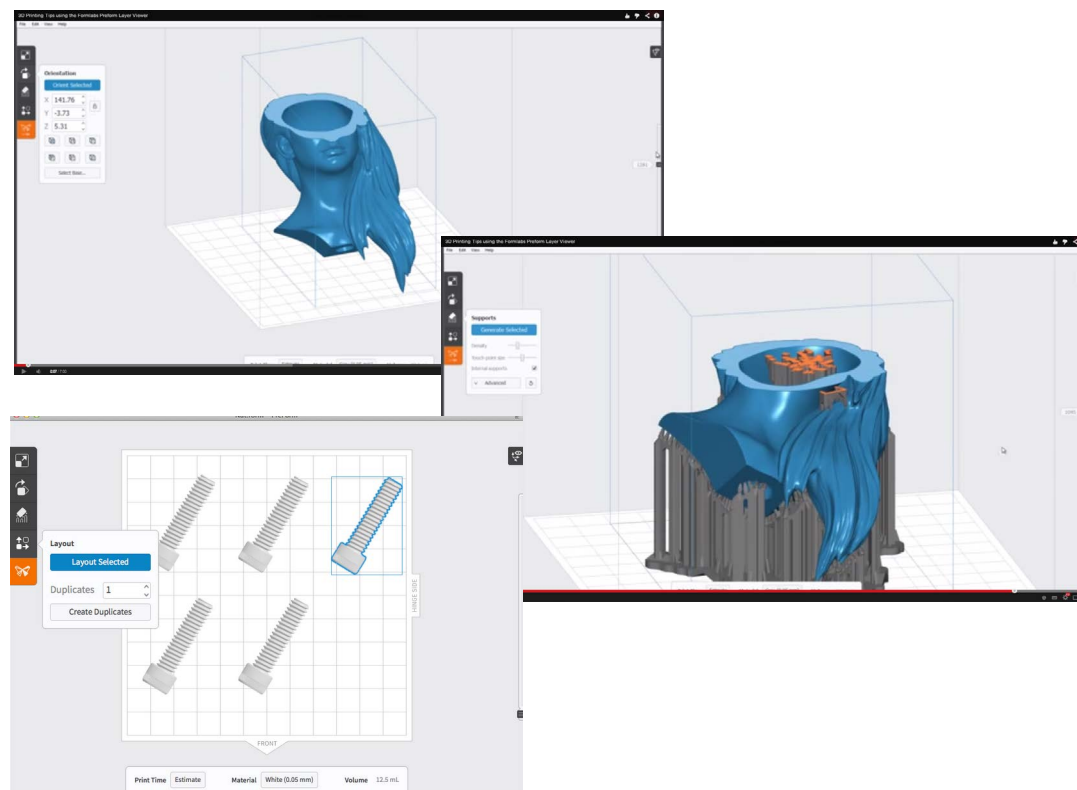 3D Printing Tips using the Formlabs Preform Layer Viewer
File Edit View Help
Orientation
Orient Selected
X 141.76
Y -3.73
Z 5.31
Select Base...
3D Printing Tips using the Formlabs Preform Layer Viewer
File Edit View Help
Supports
Generate Selected
Density
Touch point size
Internal supports
Advanced
Layout
Layout Selected
Duplicates 1
Create Duplicates
HINGE SIDE
FRONT
Print Time Estimate Material White (0.05 mm) Volume 12.5 mL